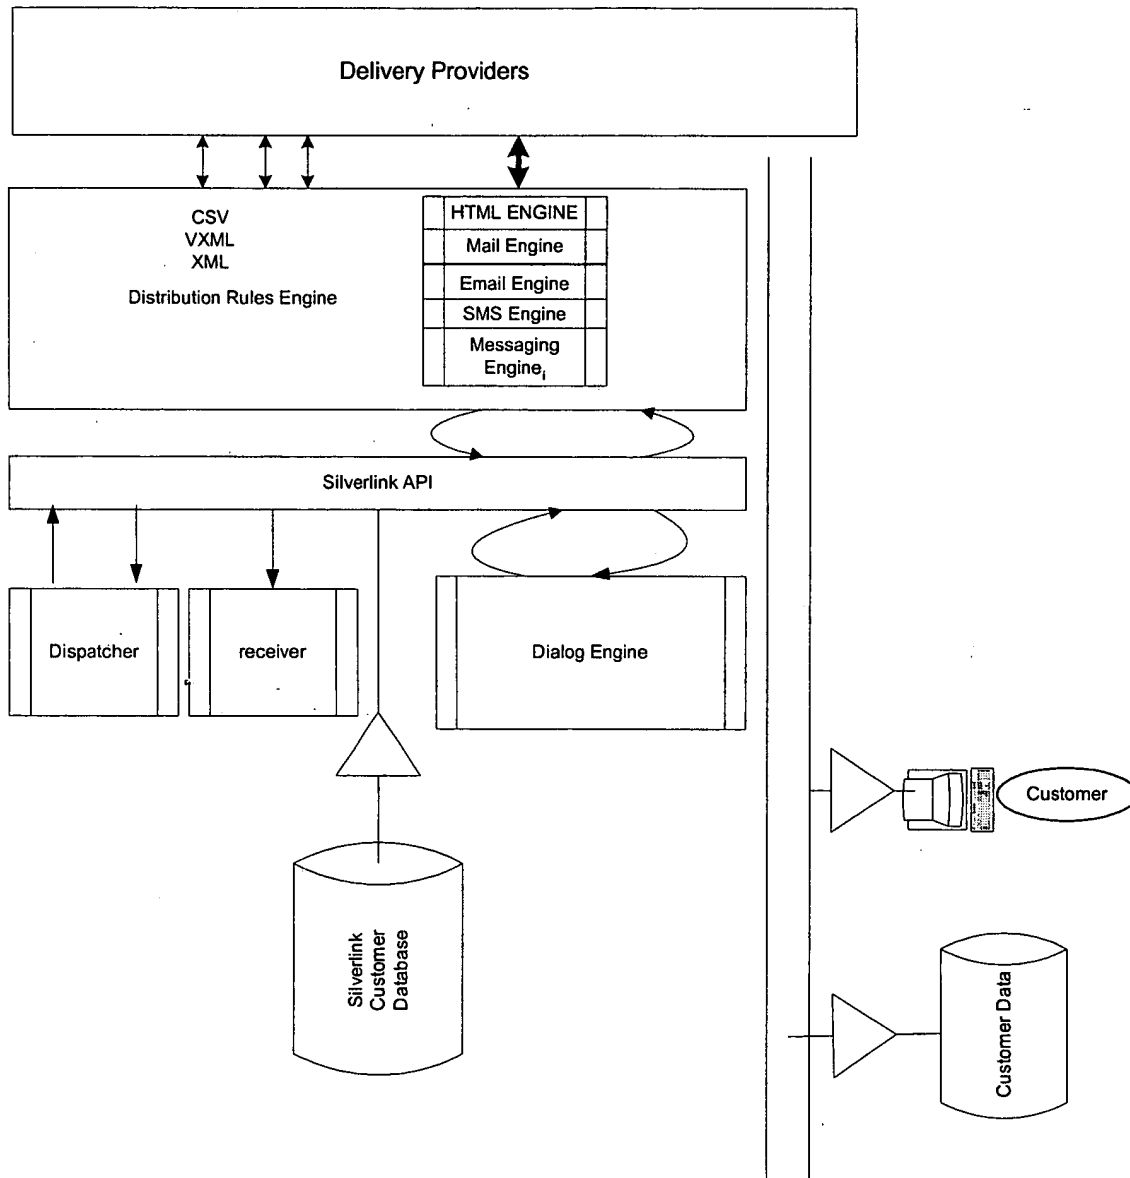 Delivery Providers
CSV
VXML
XML
Distribution Rules Engine
HTML ENGINE
Mail Engine
Email Engine
SMS Engine
Messaging
Engineᵢ
Silverlink API
Dispatcher
receiver
Dialog Engine
Customer
Silverlink
Customer
Database
Customer Data